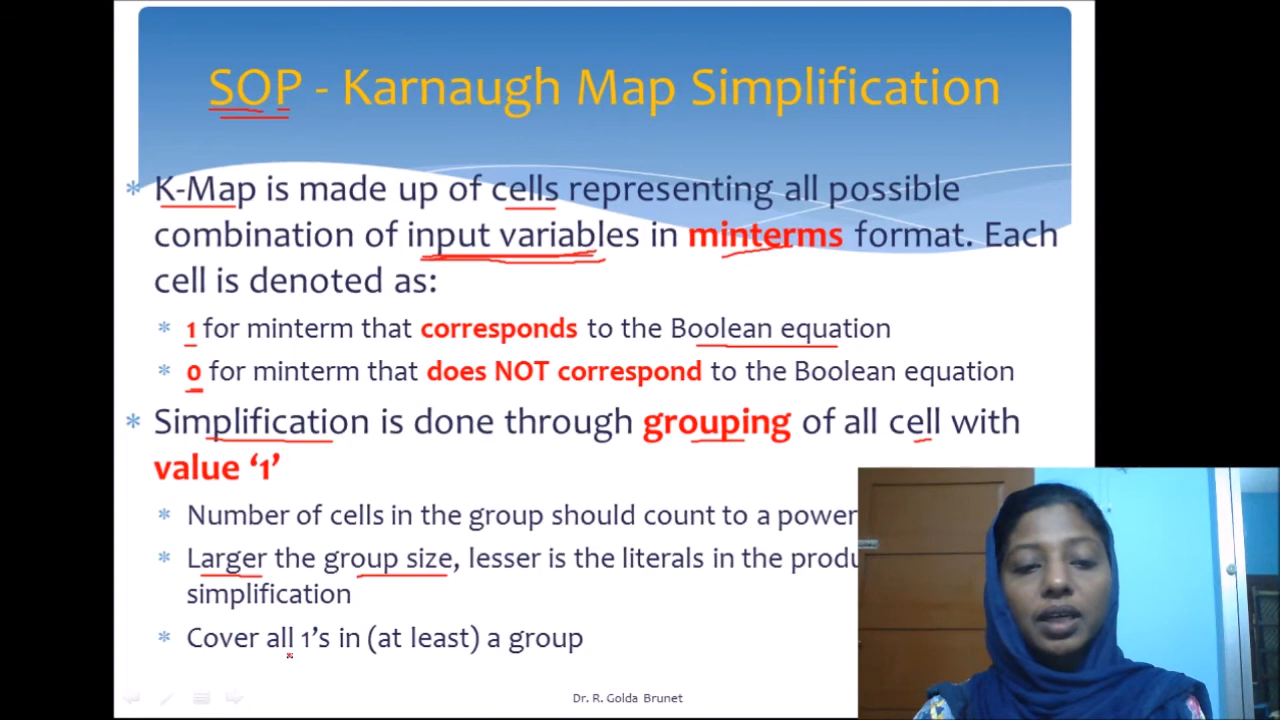 SOP - Karnaugh Map Simplification
* K-Map is made up of cells representing all possible
combination of input variables in minterms format. Each
cell is denoted as:
* 1 for minterm that corresponds to the Boolean equation
* 0 for minterm that does NOT correspond to the Boolean equation
* Simplification is done through grouping of all cell with
value ‘1’
* Number of cells in the group should count to a power
* Larger the group size, lesser is the literals in the produ
simplification
* Cover all 1’s in (at least) a group
Dr. R. Golda Brunet